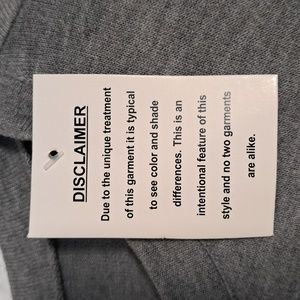 DISCLAIMER
Due to the unique treatment
of this garment it is typical
to see color and shade
differences. This is an
intentional feature of this
style and no two garments
are alike.